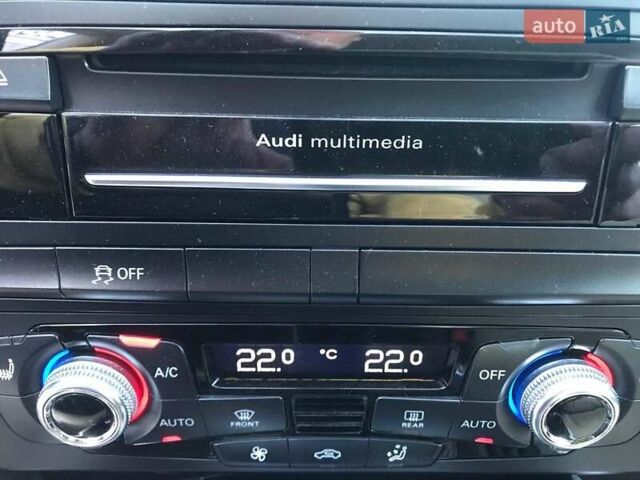 auto RIA
Audi multimedia
OFF
22.0 °C 22.0
A/C OFF
AUTO FRONT REAR AUTO